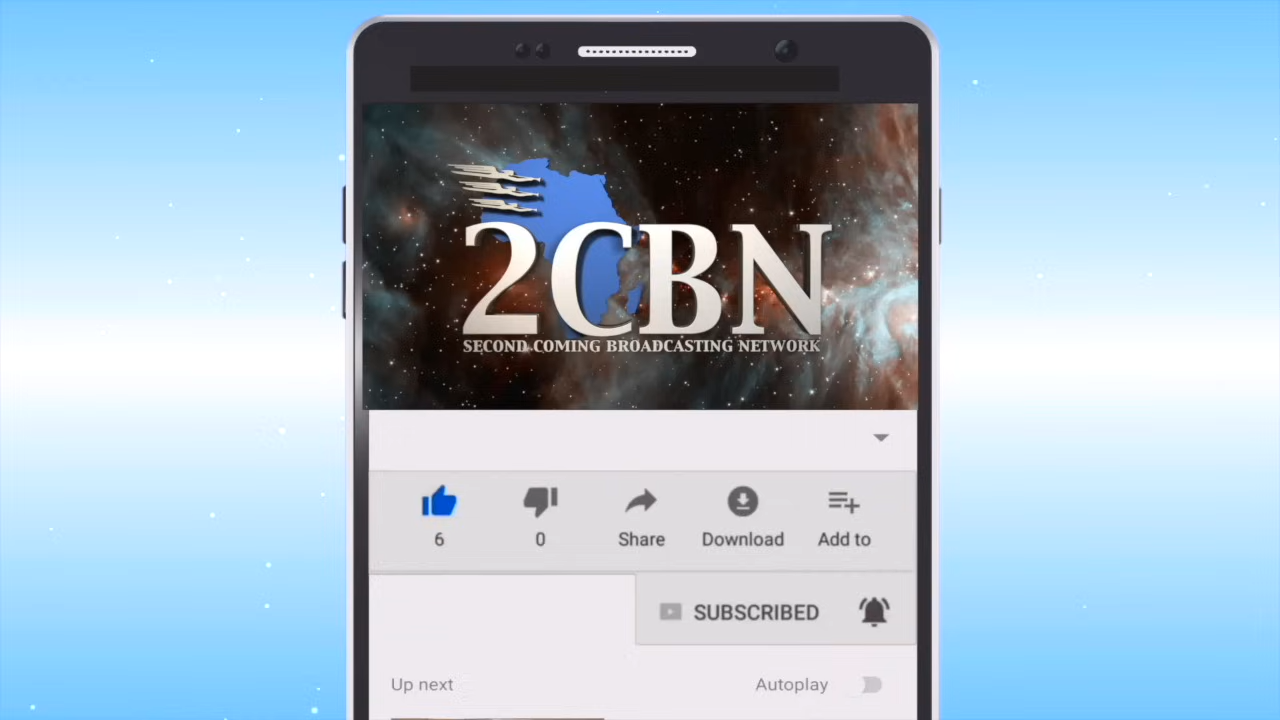 2CBN
SECOND COMING BROADCASTING NETWORK
6 0 Share Download Add to
SUBSCRIBED
Up next Autoplay